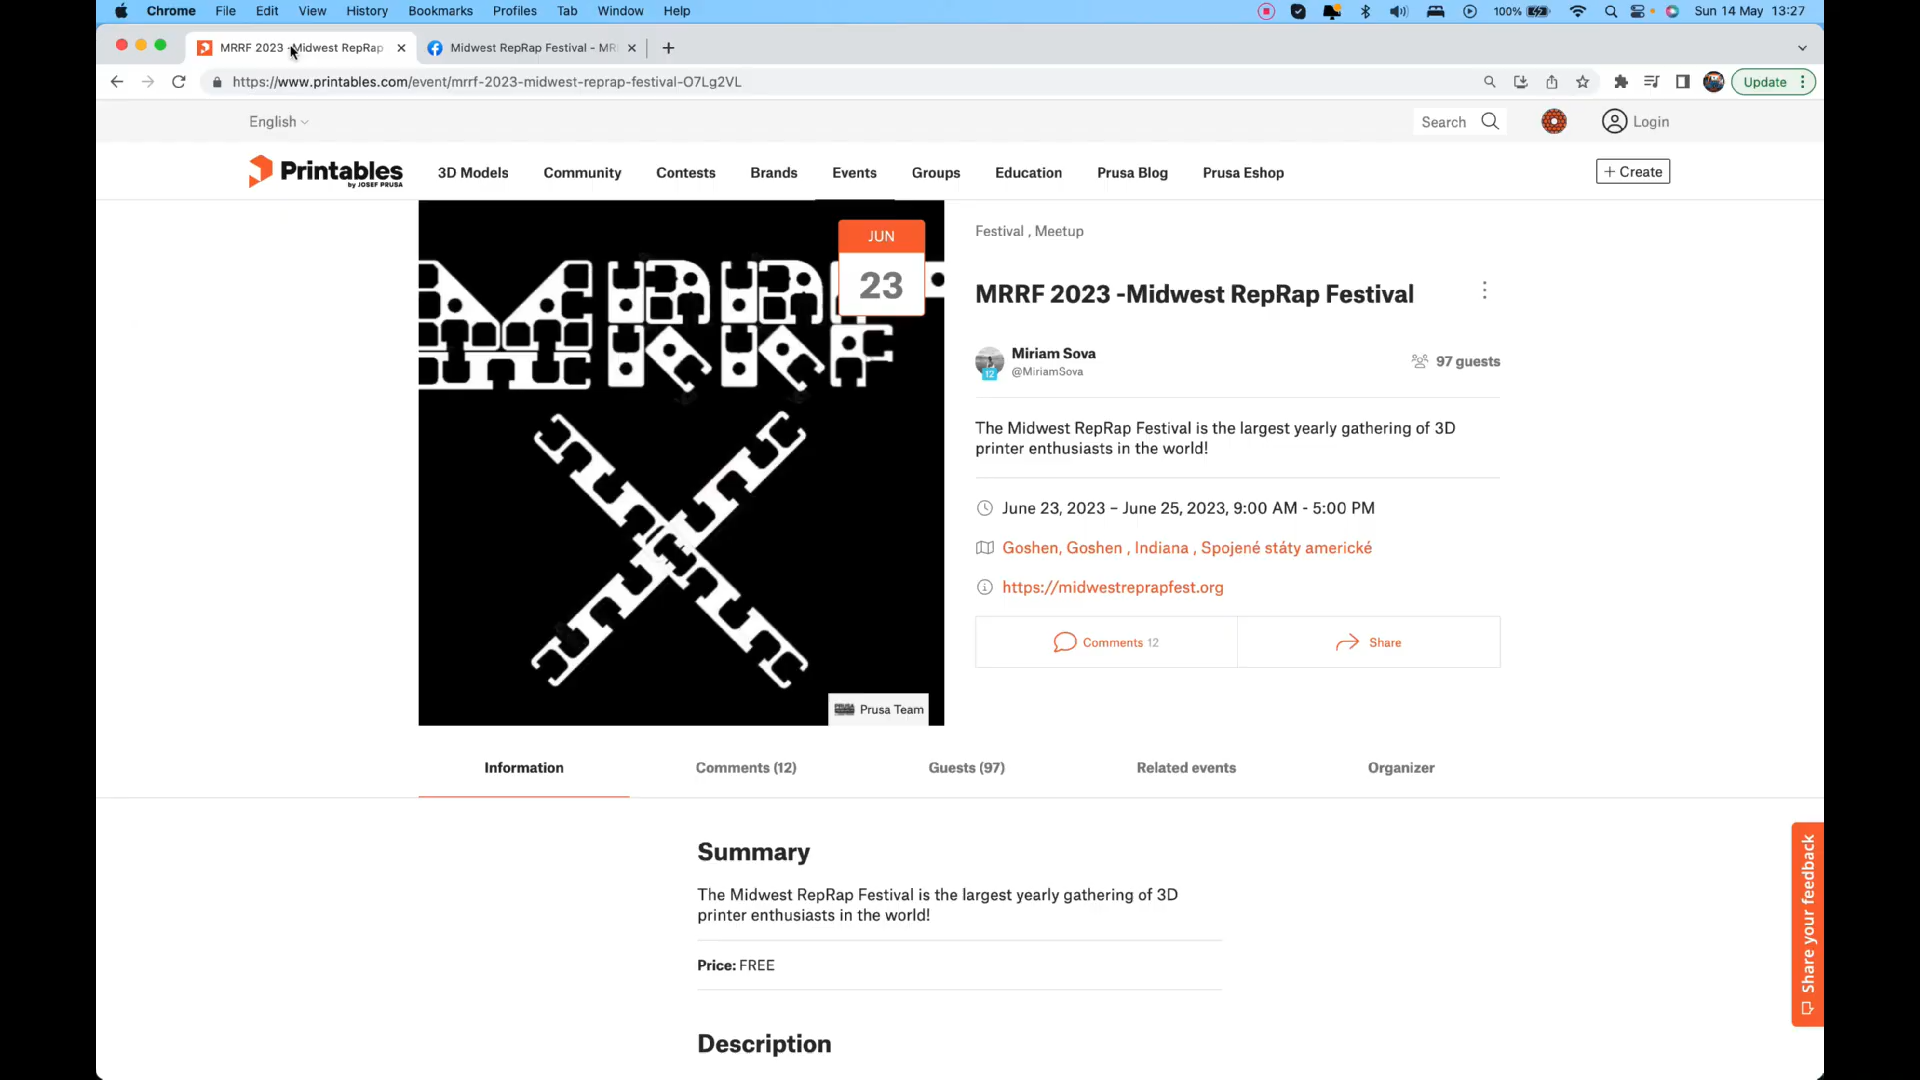 Chrome File Edit View History Bookmarks Profiles Tab Window Help 100% Sun 14 May 13:27
MRRF 2023 -Midwest RepRap Midwest RepRap Festival - MR
https://www.printables.com/event/mrrf-2023-midwest-reprap-festival-O7Lg2VL Update
English Search Login
Printables
by JOSEF PRUSA
3D Models Community Contests Brands Events Groups Education Prusa Blog Prusa Eshop + Create
JUN
23
MRRF
Prusa Team
Festival , Meetup
MRRF 2023 -Midwest RepRap Festival
Miriam Sova
@MiriamSova
12
97 guests
The Midwest RepRap Festival is the largest yearly gathering of 3D
printer enthusiasts in the world!
June 23, 2023 – June 25, 2023, 9:00 AM - 5:00 PM
Goshen, Goshen , Indiana , Spojené státy americké
https://midwestreprapfest.org
Comments 12 Share
Information Comments (12) Guests (97) Related events Organizer
Summary
The Midwest RepRap Festival is the largest yearly gathering of 3D
printer enthusiasts in the world!
Price: FREE
Description
Share your feedback